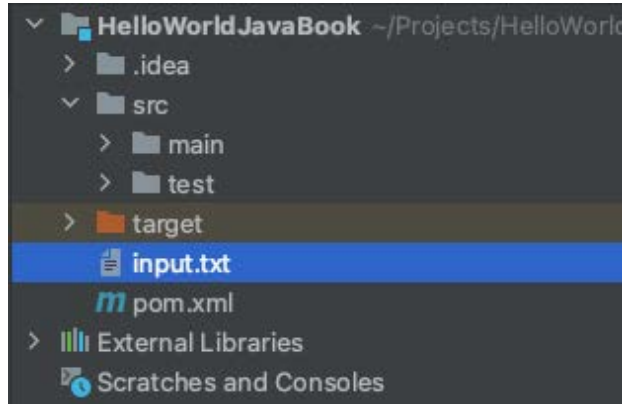 HelloWorldJavaBook ~/Projects/HelloWorld
.idea
src
main
test
target
input.txt
m pom.xml
External Libraries
Scratches and Consoles